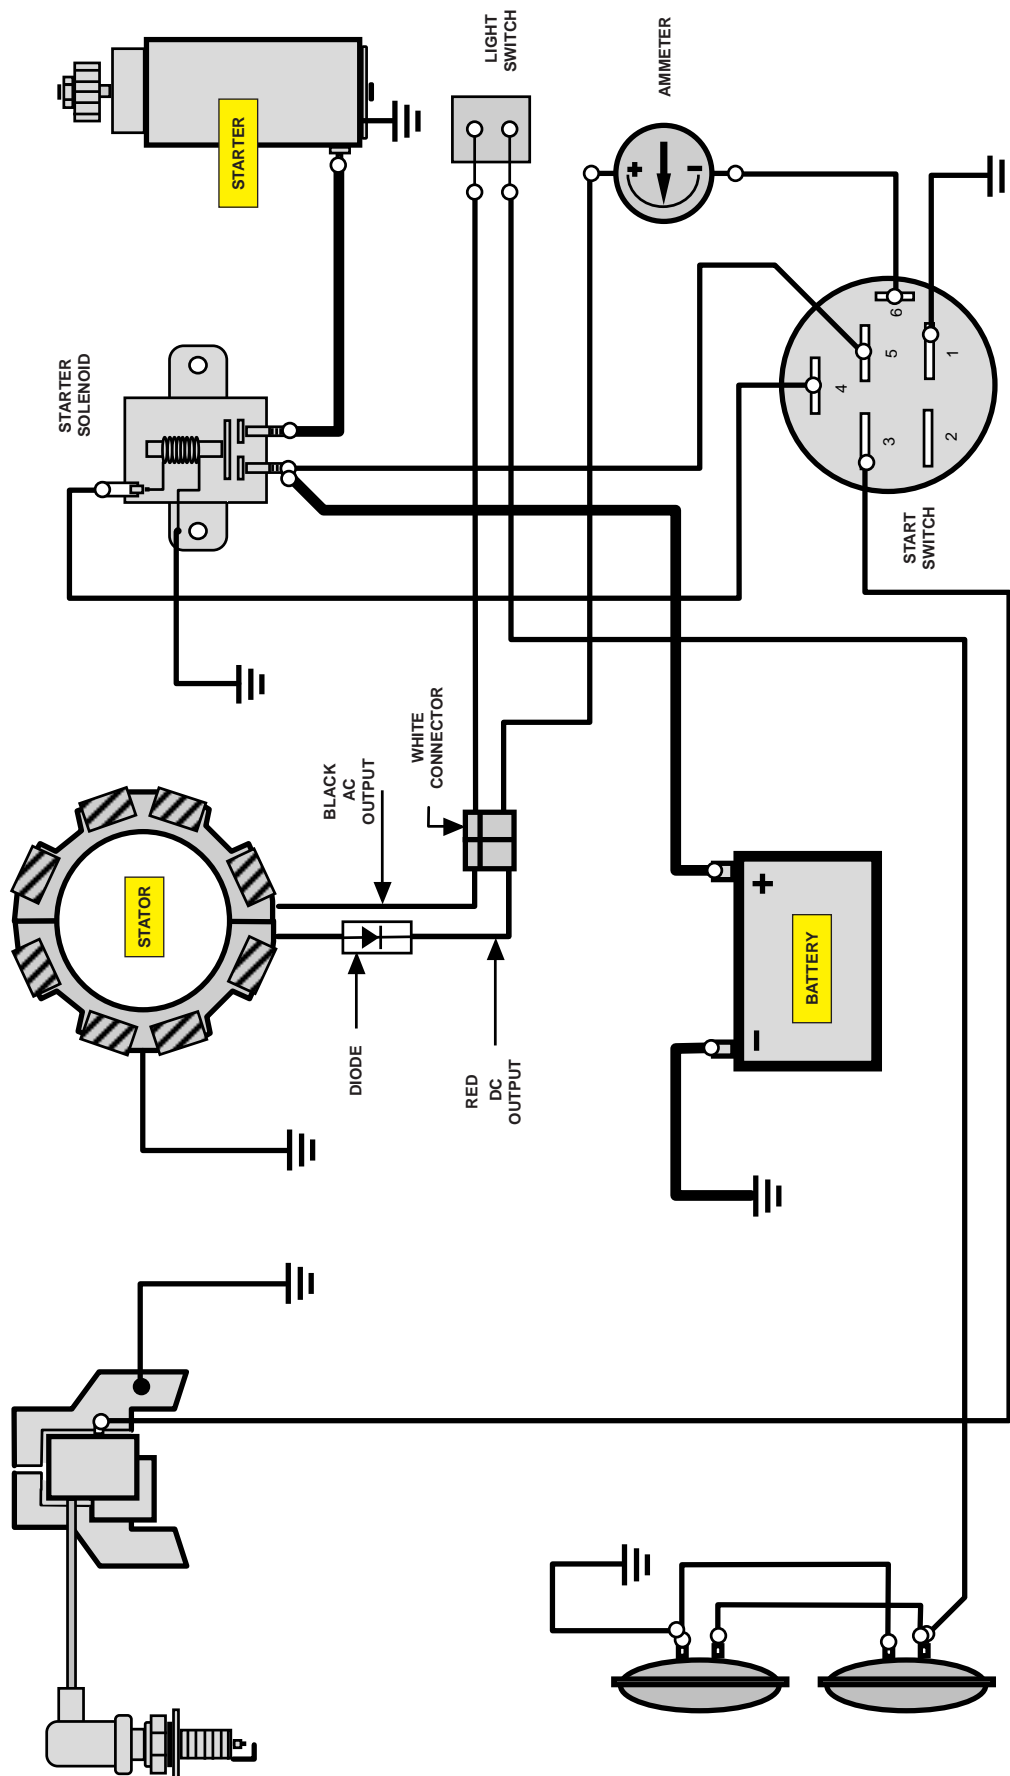 STARTER
LIGHT
SWITCH
AMMETER
+
−
STARTER
SOLENOID
6
5
1
4
3
2
START
SWITCH
WHITE
CONNECTOR
BLACK
AC
OUTPUT
STATOR
DIODE
RED
DC
OUTPUT
+
BATTERY
−